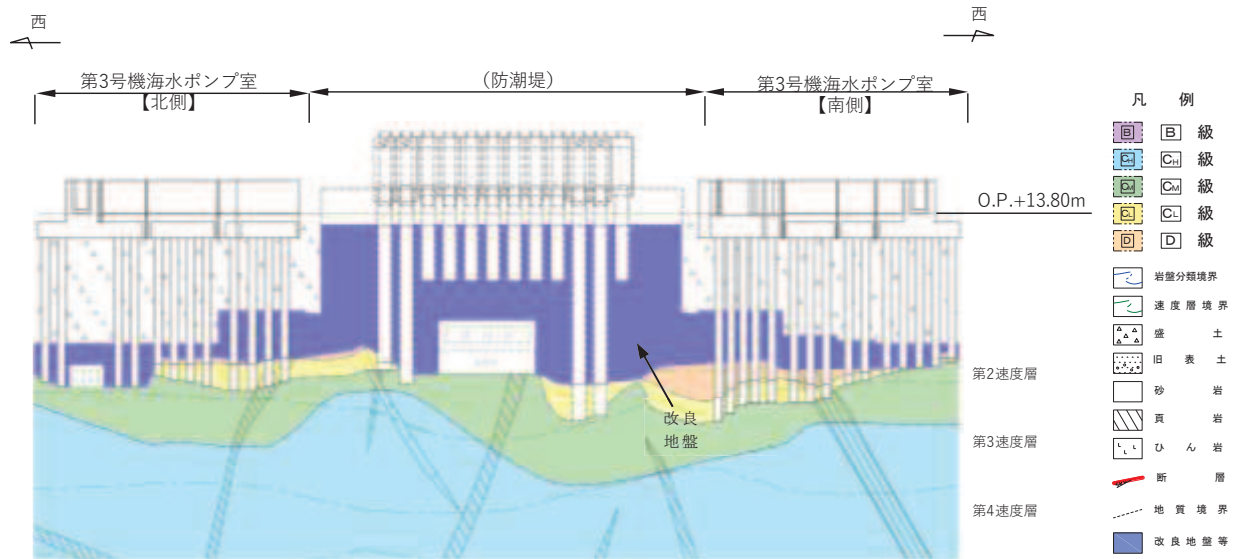 西
西
第3号機海水ポンプ室
【北側】
(防潮堤)
第3号機海水ポンプ室
【南側】
O.P.+13.80m
改良
地盤
第2速度層
第3速度層
第4速度層
凡 例
B B 級
CH CH 級
CM CM 級
CL CL 級
D D 級
岩盤分類境界
速度層境界
盛 土
旧 表 土
砂 岩
頁 岩
ひ ん 岩
断 層
地 質 境 界
改 良 地 盤 等